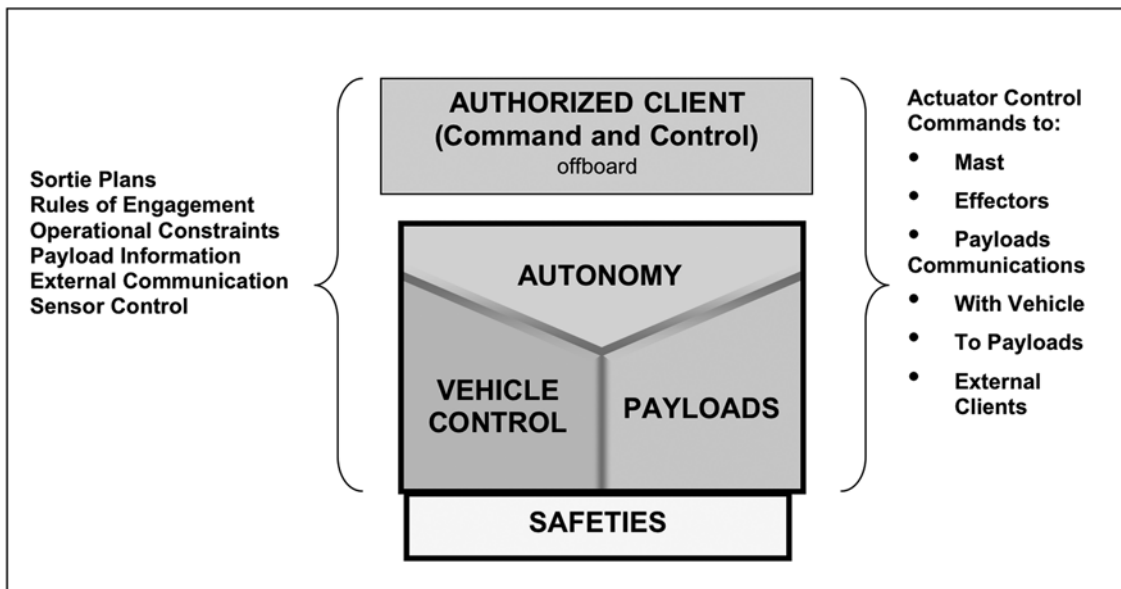 Sortie Plans
Rules of Engagement
Operational Constraints
Payload Information
External Communication
Sensor Control
AUTHORIZED CLIENT
(Command and Control)
offboard
AUTONOMY
VEHICLE
CONTROL
PAYLOADS
SAFETIES
Actuator Control
Commands to:
• Mast
• Effectors
• Payloads
Communications
• With Vehicle
• To Payloads
• External
Clients